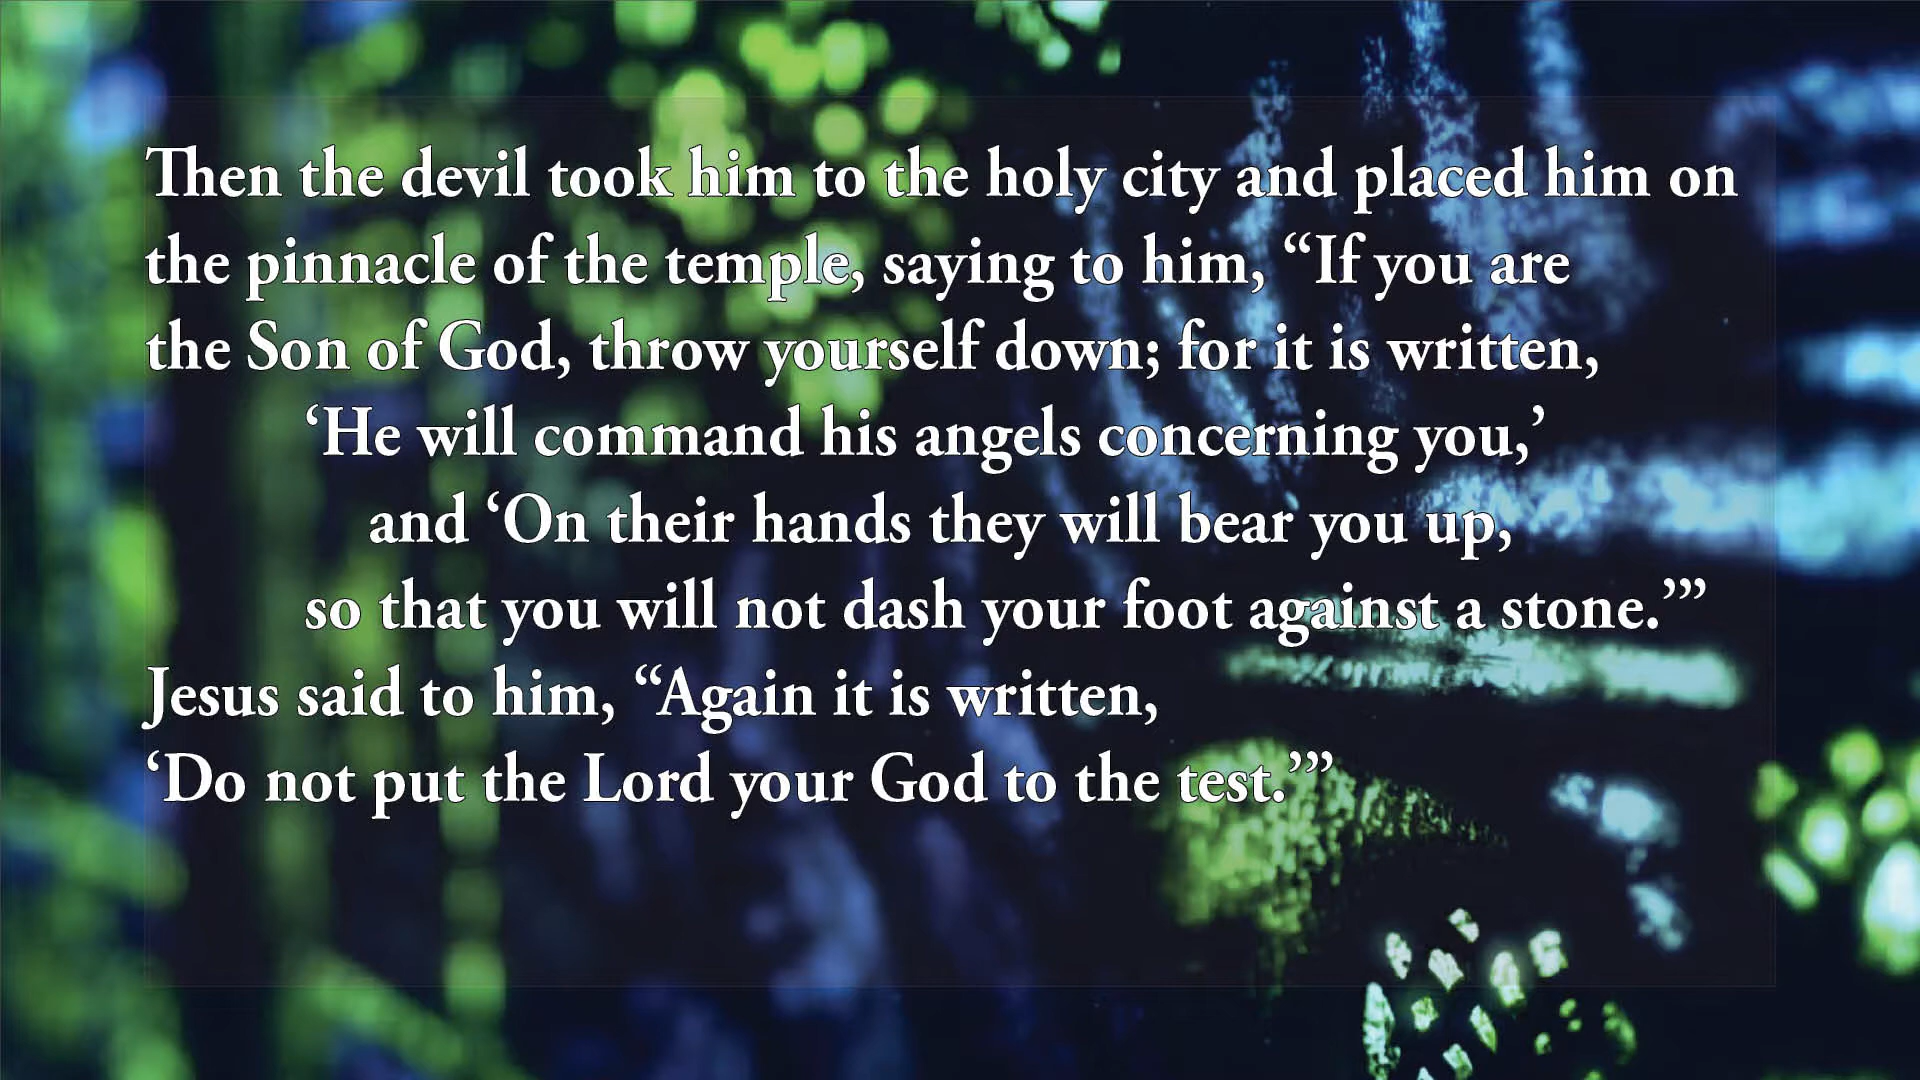 Then the devil took him to the holy city and placed him on
the pinnacle of the temple, saying to him, “If you are
the Son of God, throw yourself down; for it is written,
‘He will command his angels concerning you,’
and ‘On their hands they will bear you up,
so that you will not dash your foot against a stone.’”
Jesus said to him, “Again it is written,
‘Do not put the Lord your God to the test.’”